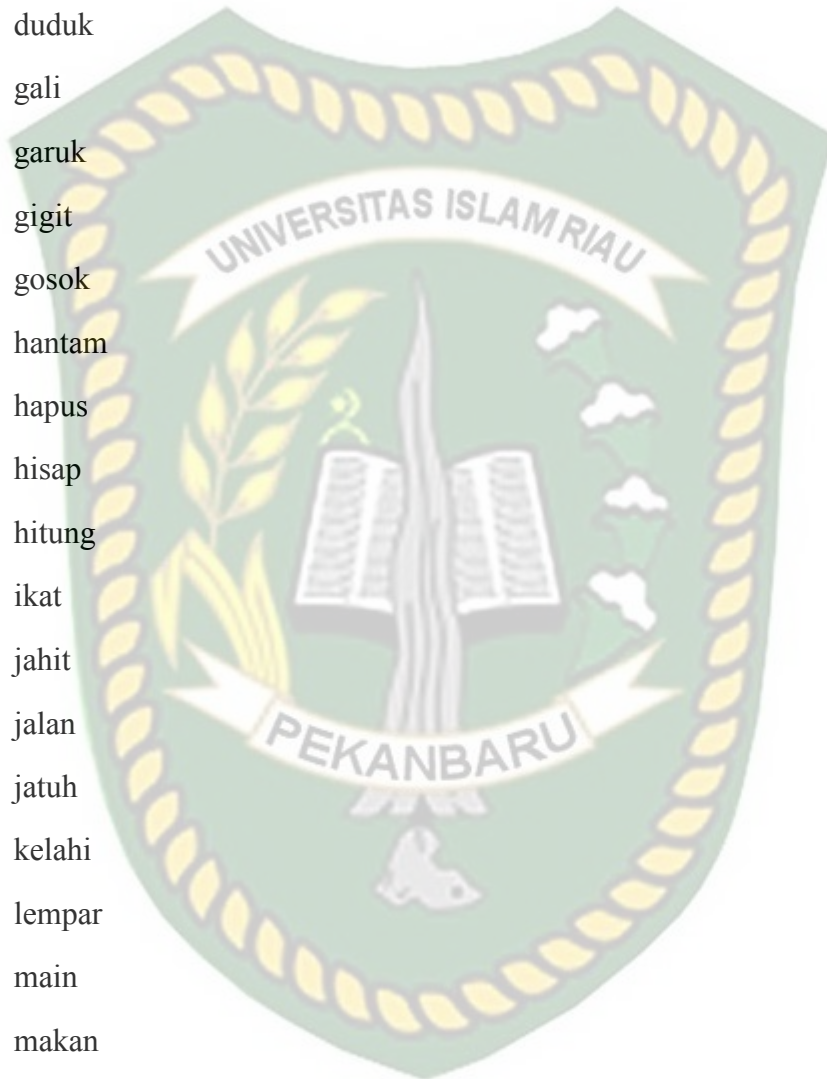 duduk
gali
garuk
gigit
UNIVERSITAS ISLAM RIAU
gosok
hantam
hapus
hisap
hitung
ikat
jahit
jalan
PEKANBARU
jatuh
kelahi
lempar
main
makan